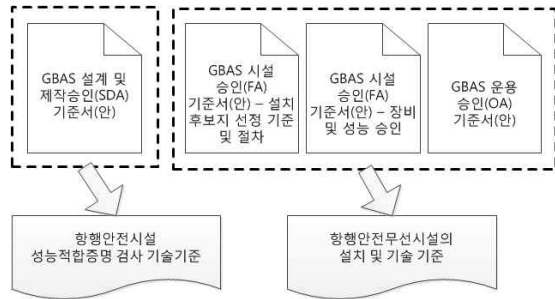 GBAS 설계 및
제작승인(SDA)
기준서(안)
GBAS 시설
승인(FA)
기준서(안) – 설치
후보지 선정 기준
및 절차
GBAS 시설
승인(FA)
기준서(안) – 장비
및 성능 승인
GBAS 운용
승인(OA)
기준서(안)
항행안전시설
성능적합증명 검사 기술기준
항행안전무선시설의
설치 및 기술 기준